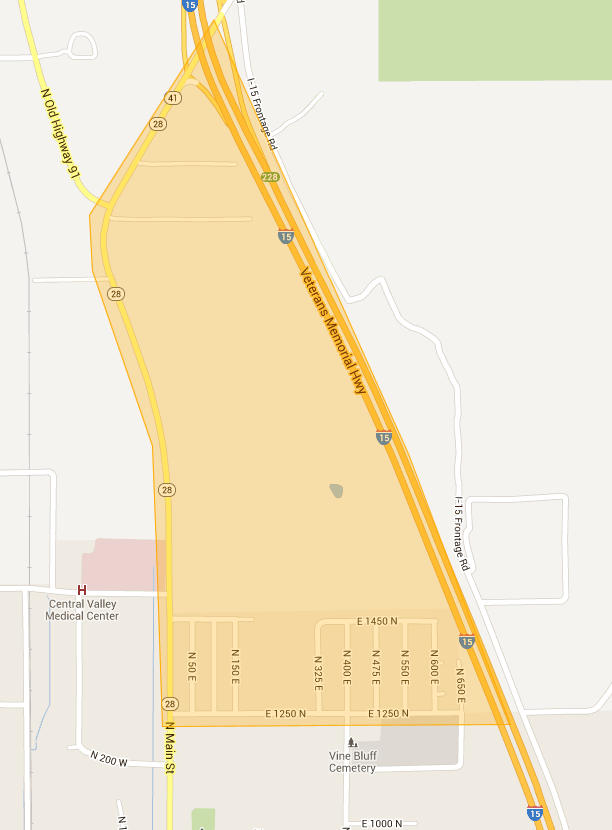 15
d
I-15 Frontage Rd
41
28
N Old Highway 91
228
15
Veterans Memorial Hwy
28
15
28
I-15 Frontage Rd
H
Central Valley
Medical Center
E 1450 N
15
N 50 E
N 150 E
N 325 E
N 400 E
N 475 E
N 550 E
N 600 E
N 650 E
28
E 1250 N
E 1250 N
N Main St
N 200 W
Vine Bluff
Cemetery
15
E 1000 N
N 1
N